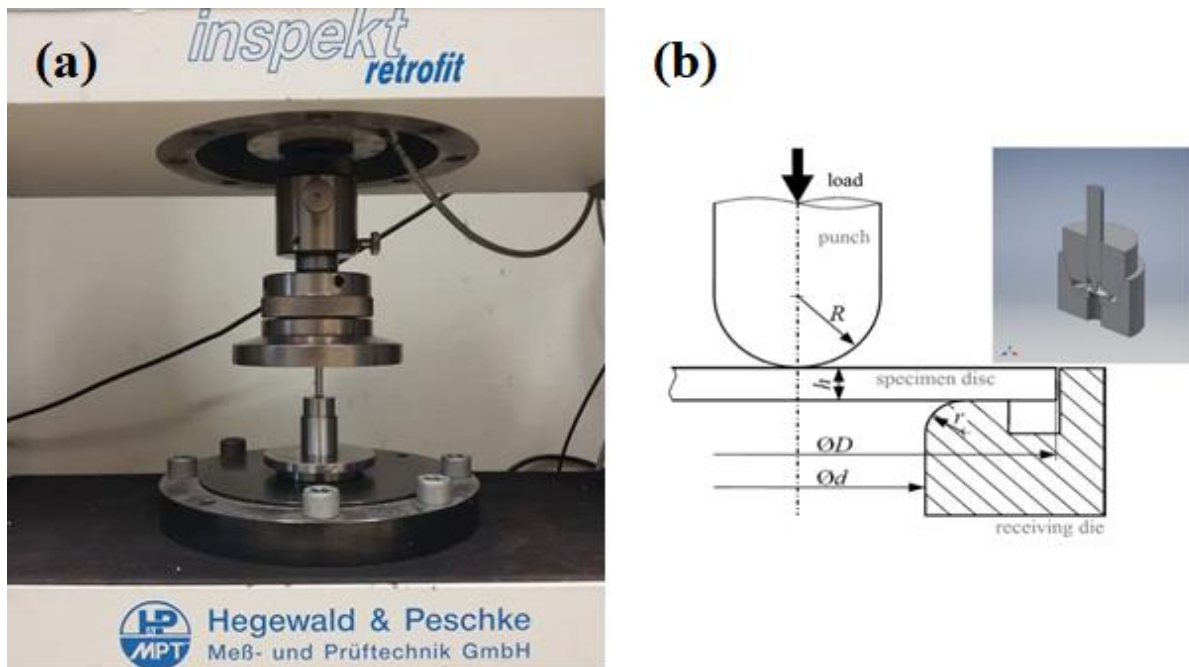 (a)
inspekt
retrofit
HP
MPT
Hegewald & Peschke
Meß- und Prüftechnik GmbH
(b)
load
punch
R
h
specimen disc
r
ØD
Ød
receiving die